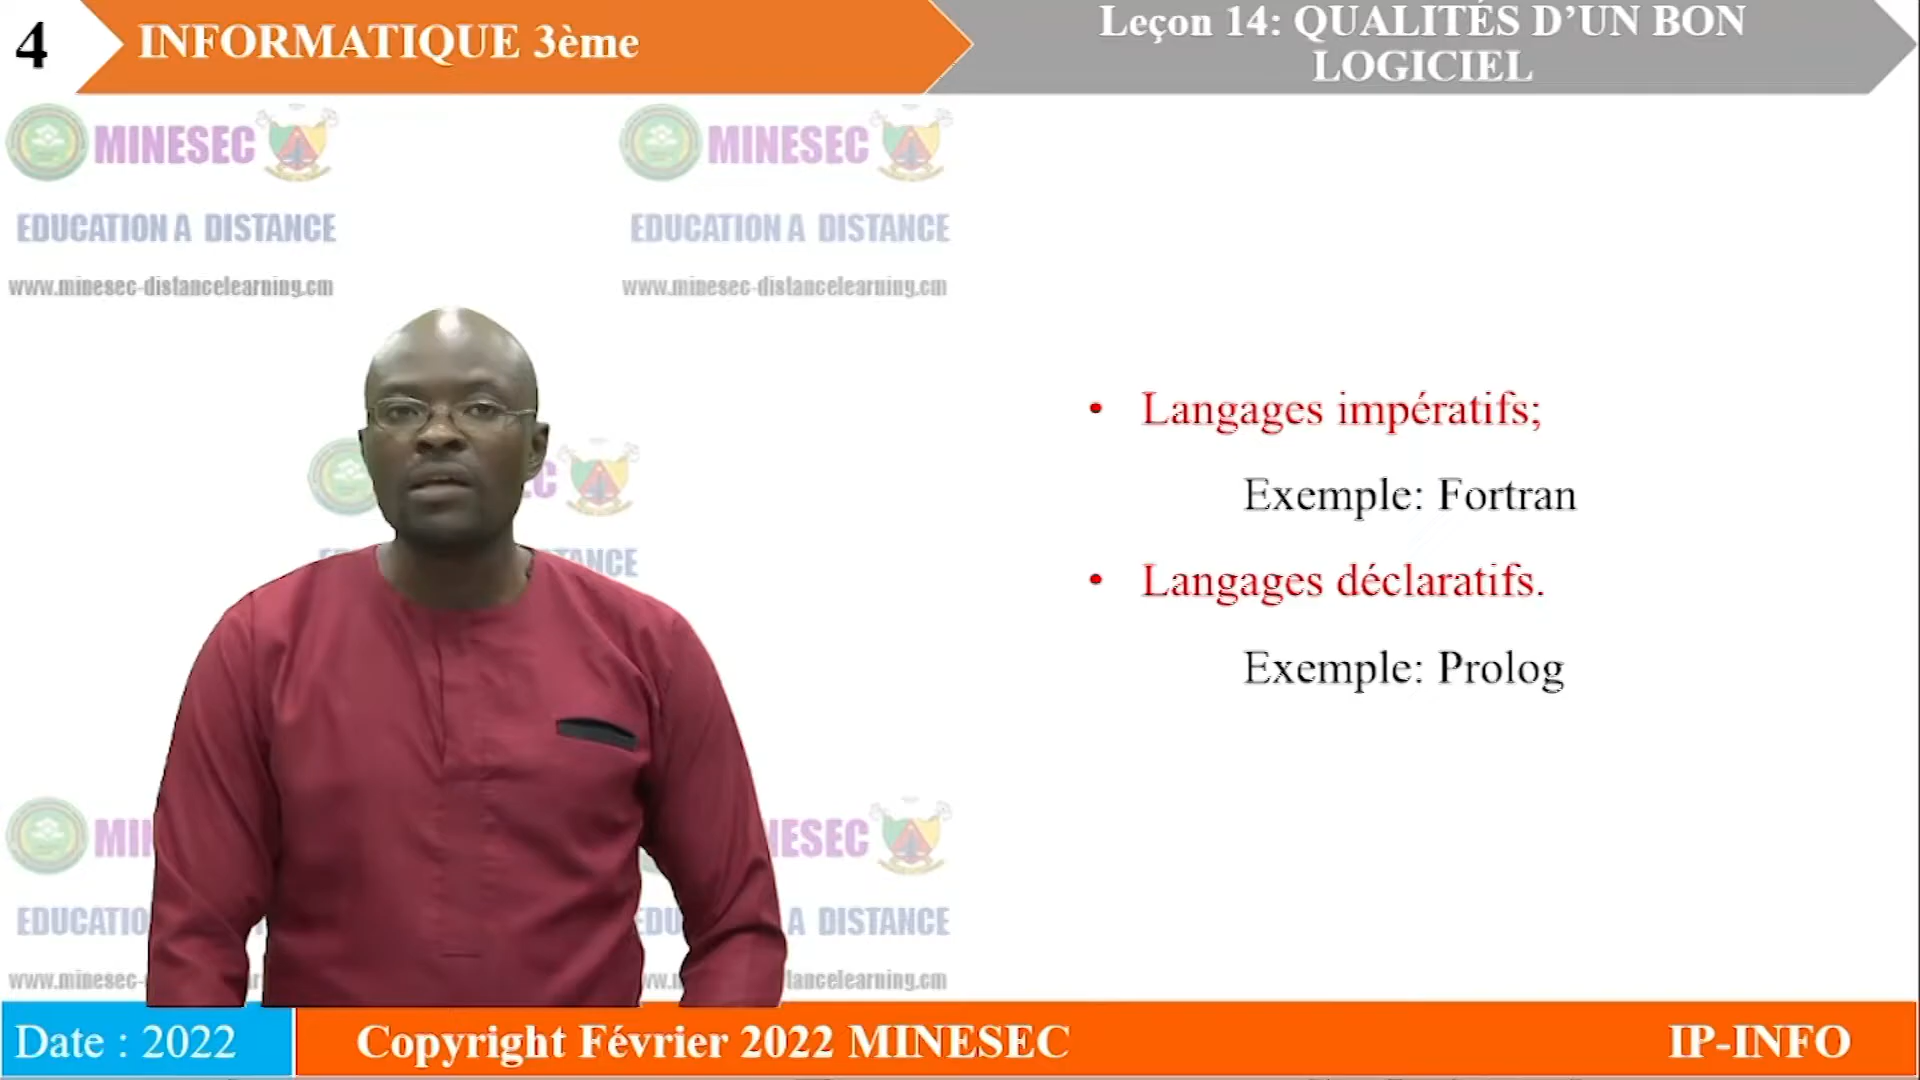 4
INFORMATIQUE 3ème
Leçon 14: QUALITÉS D’UN BON
LOGICIEL
MINESEC
EDUCATION A DISTANCE
www.minesec-distancelearning.cm
MINESEC
EDUCATION A DISTANCE
www.minesec-distancelearning.cm
• Langages impératifs;
Exemple: Fortran
• Langages déclaratifs.
Exemple: Prolog
Date : 2022
Copyright Février 2022 MINESEC
IP-INFO